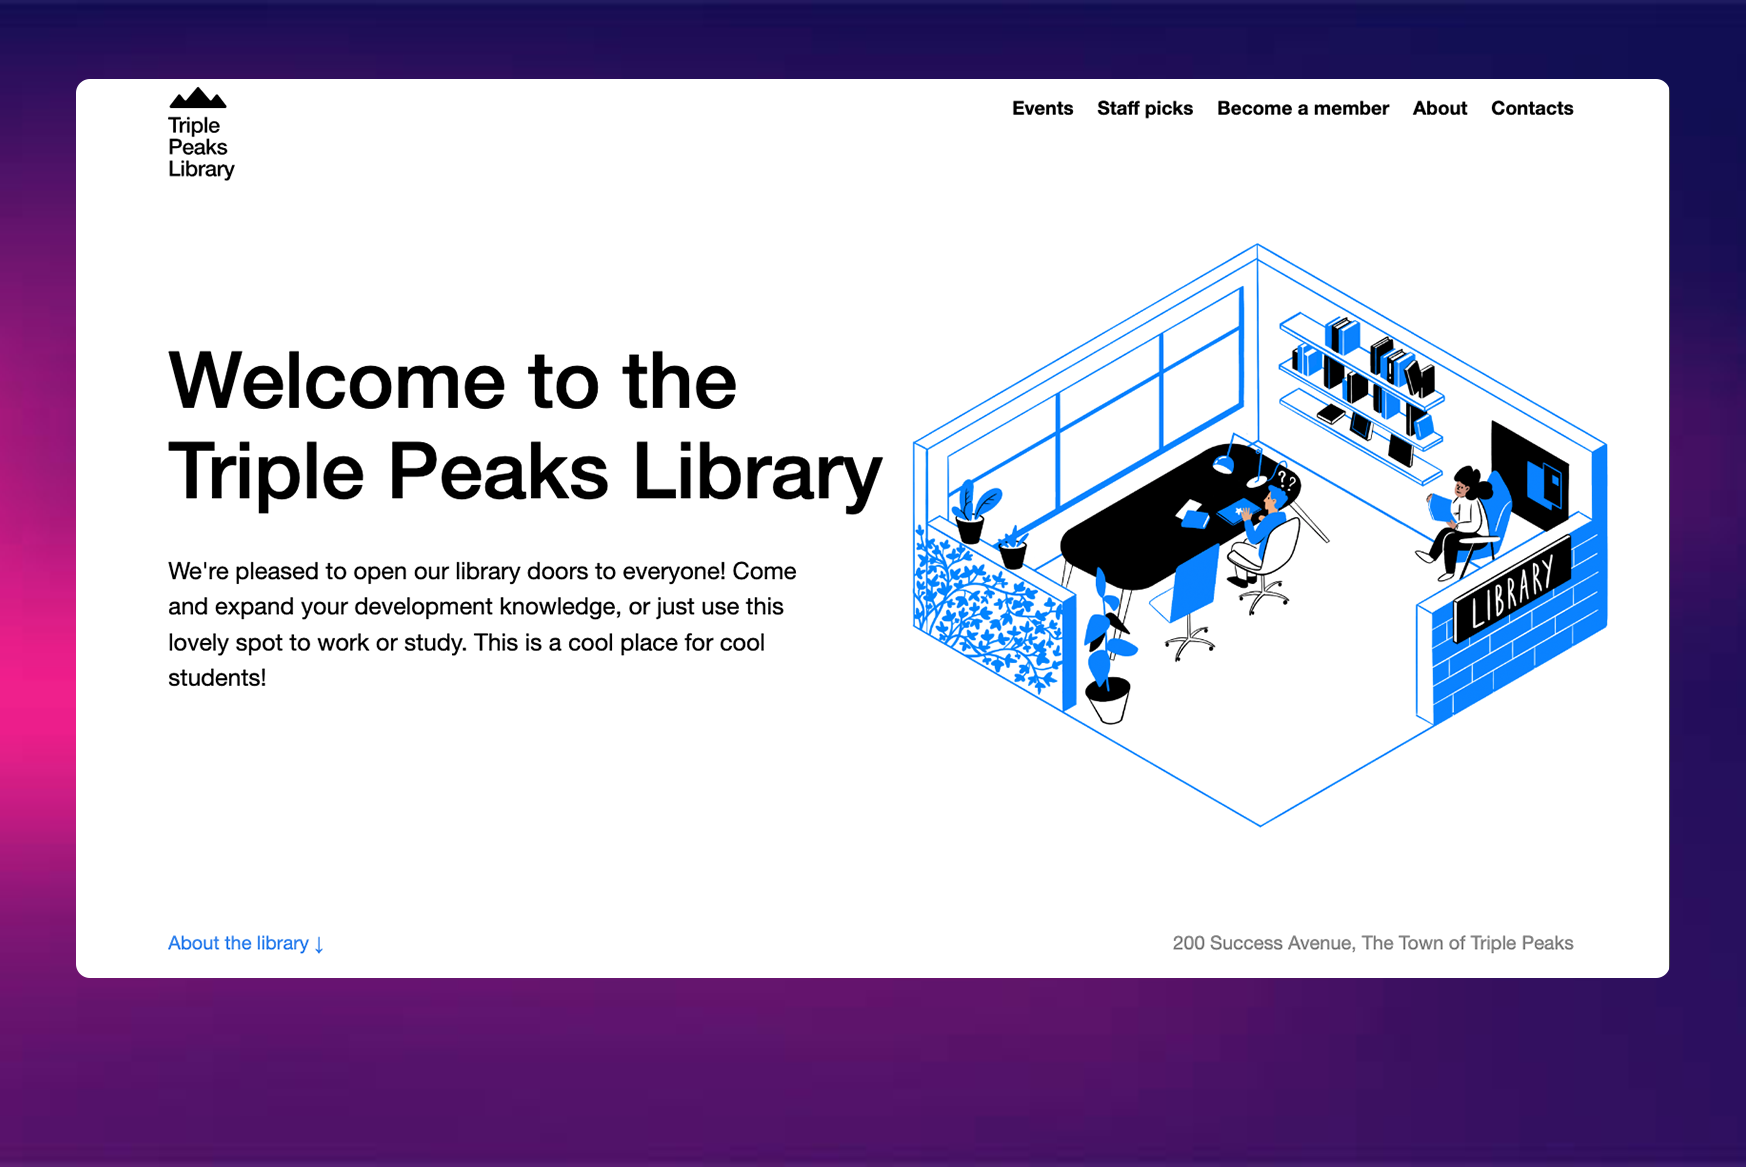 Triple
Peaks
Library
Events Staff picks Become a member About Contacts
Welcome to the
Triple Peaks Library
We're pleased to open our library doors to everyone! Come
and expand your development knowledge, or just use this
lovely spot to work or study. This is a cool place for cool
students!
??
LIBRARY
About the library ↓
200 Success Avenue, The Town of Triple Peaks